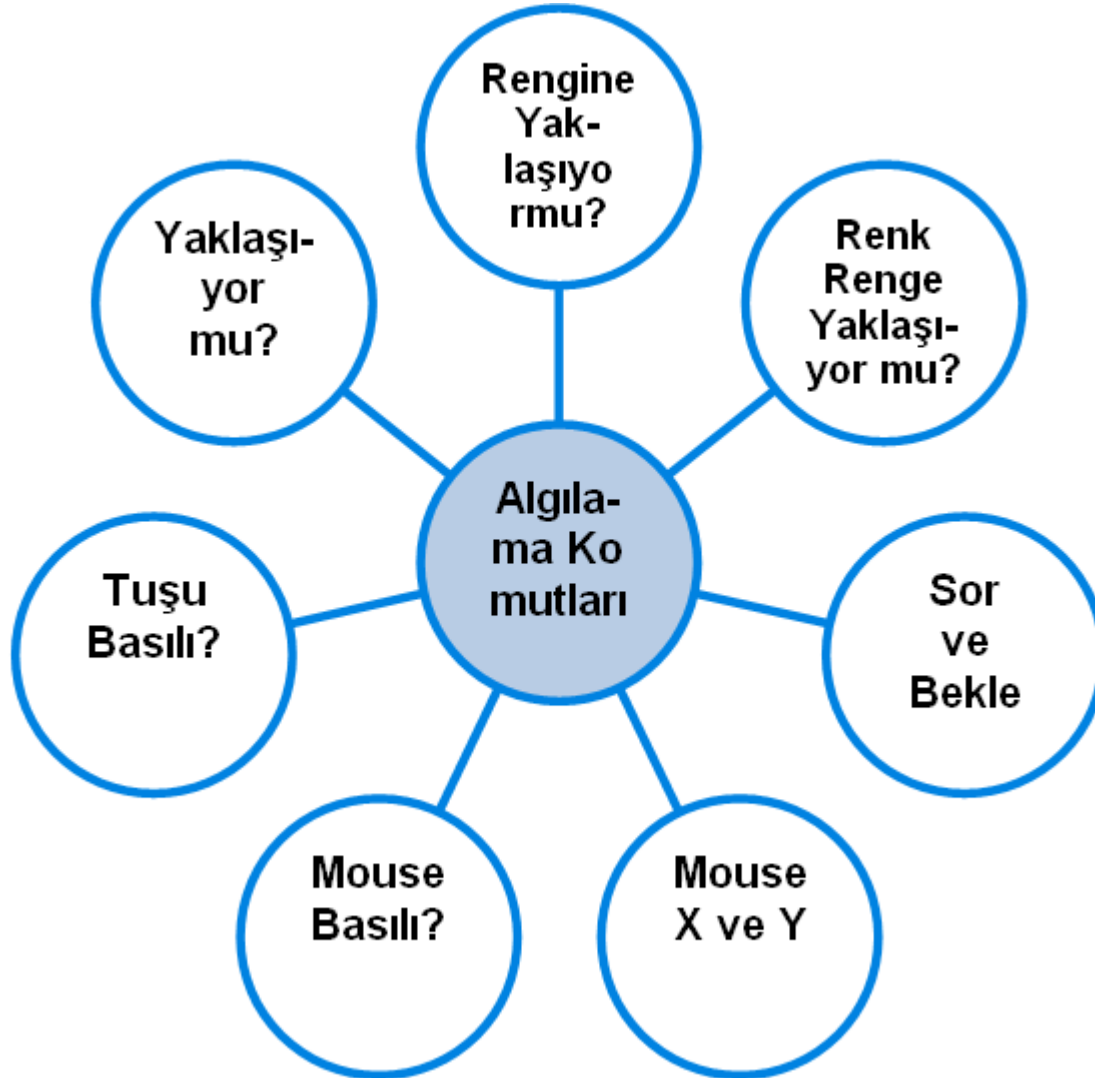 Rengine
Yak-
laşıyo
rmu?
Renk
Renge
Yaklaşı-
yor mu?
Sor
ve
Bekle
Mouse
X ve Y
Mouse
Basılı?
Tuşu
Basılı?
Yaklaşı-
yor
mu?
Algıla-
ma Ko
mutları